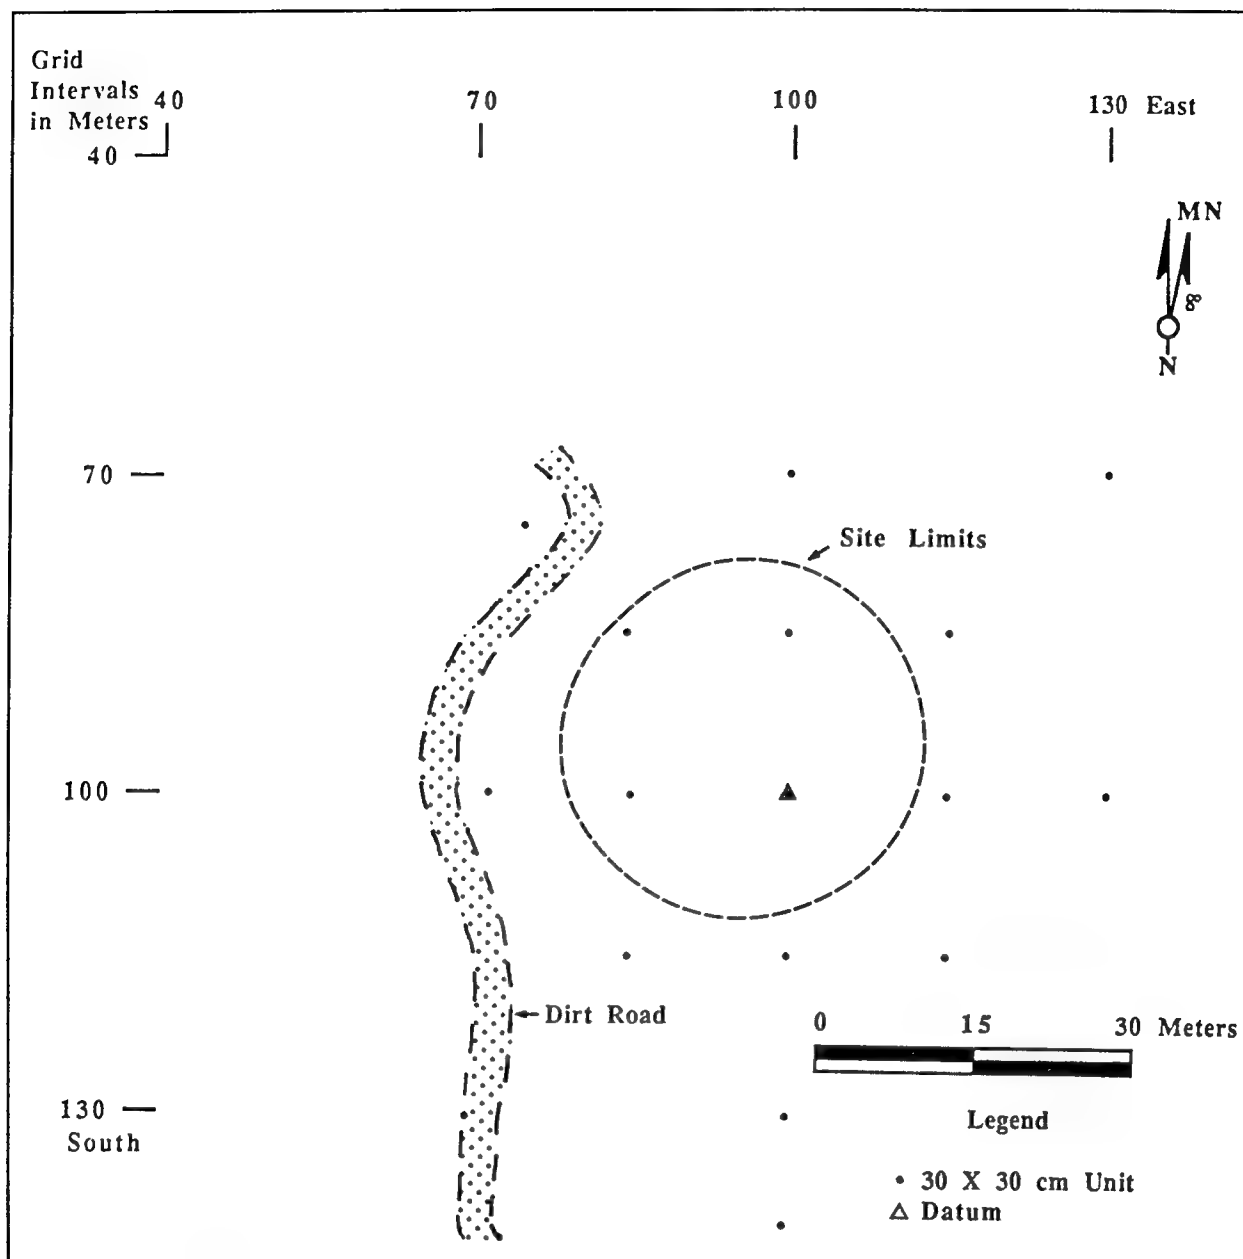 Grid
Intervals
in Meters
40
70
100
130 East
40
MN
8°
N
70
Site Limits
100
Dirt Road
0 15 30 Meters
130
South
Legend
30 X 30 cm Unit
Datum